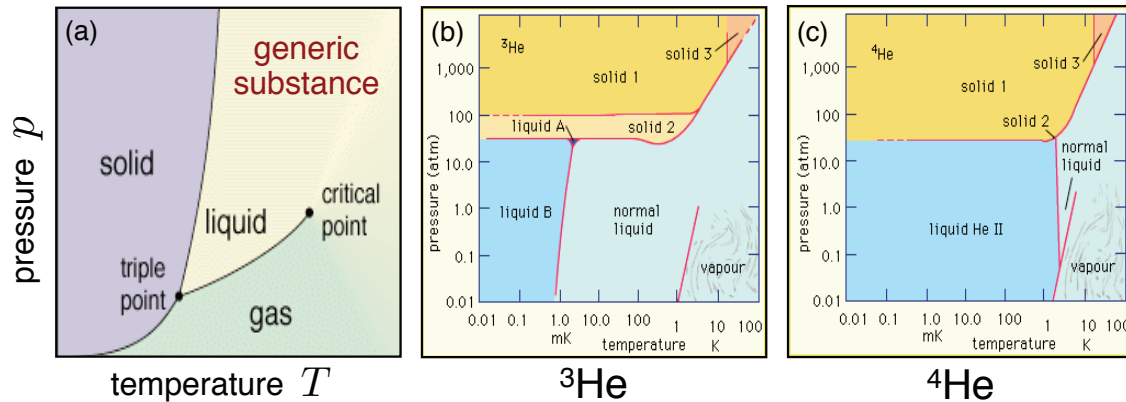 (a)
generic
substance
solid
liquid
critical
point
triple
point
gas
pressure p
temperature T
(b)
³He
solid 3
solid 1
liquid A
solid 2
liquid B
normal
liquid
vapour
pressure (atm)
1,000
100
10.0
1.0
0.1
0.01
0.01 0.1 1.0 10.0 100 1 10 100
mK temperature K
³He
(c)
⁴He
solid 3
solid 1
solid 2
normal
liquid
liquid He II
vapour
pressure (atm)
1,000
100
10.0
1.0
0.1
0.01
0.01 0.1 1.0 10.0 100 1 10 100
mK temperature K
⁴He